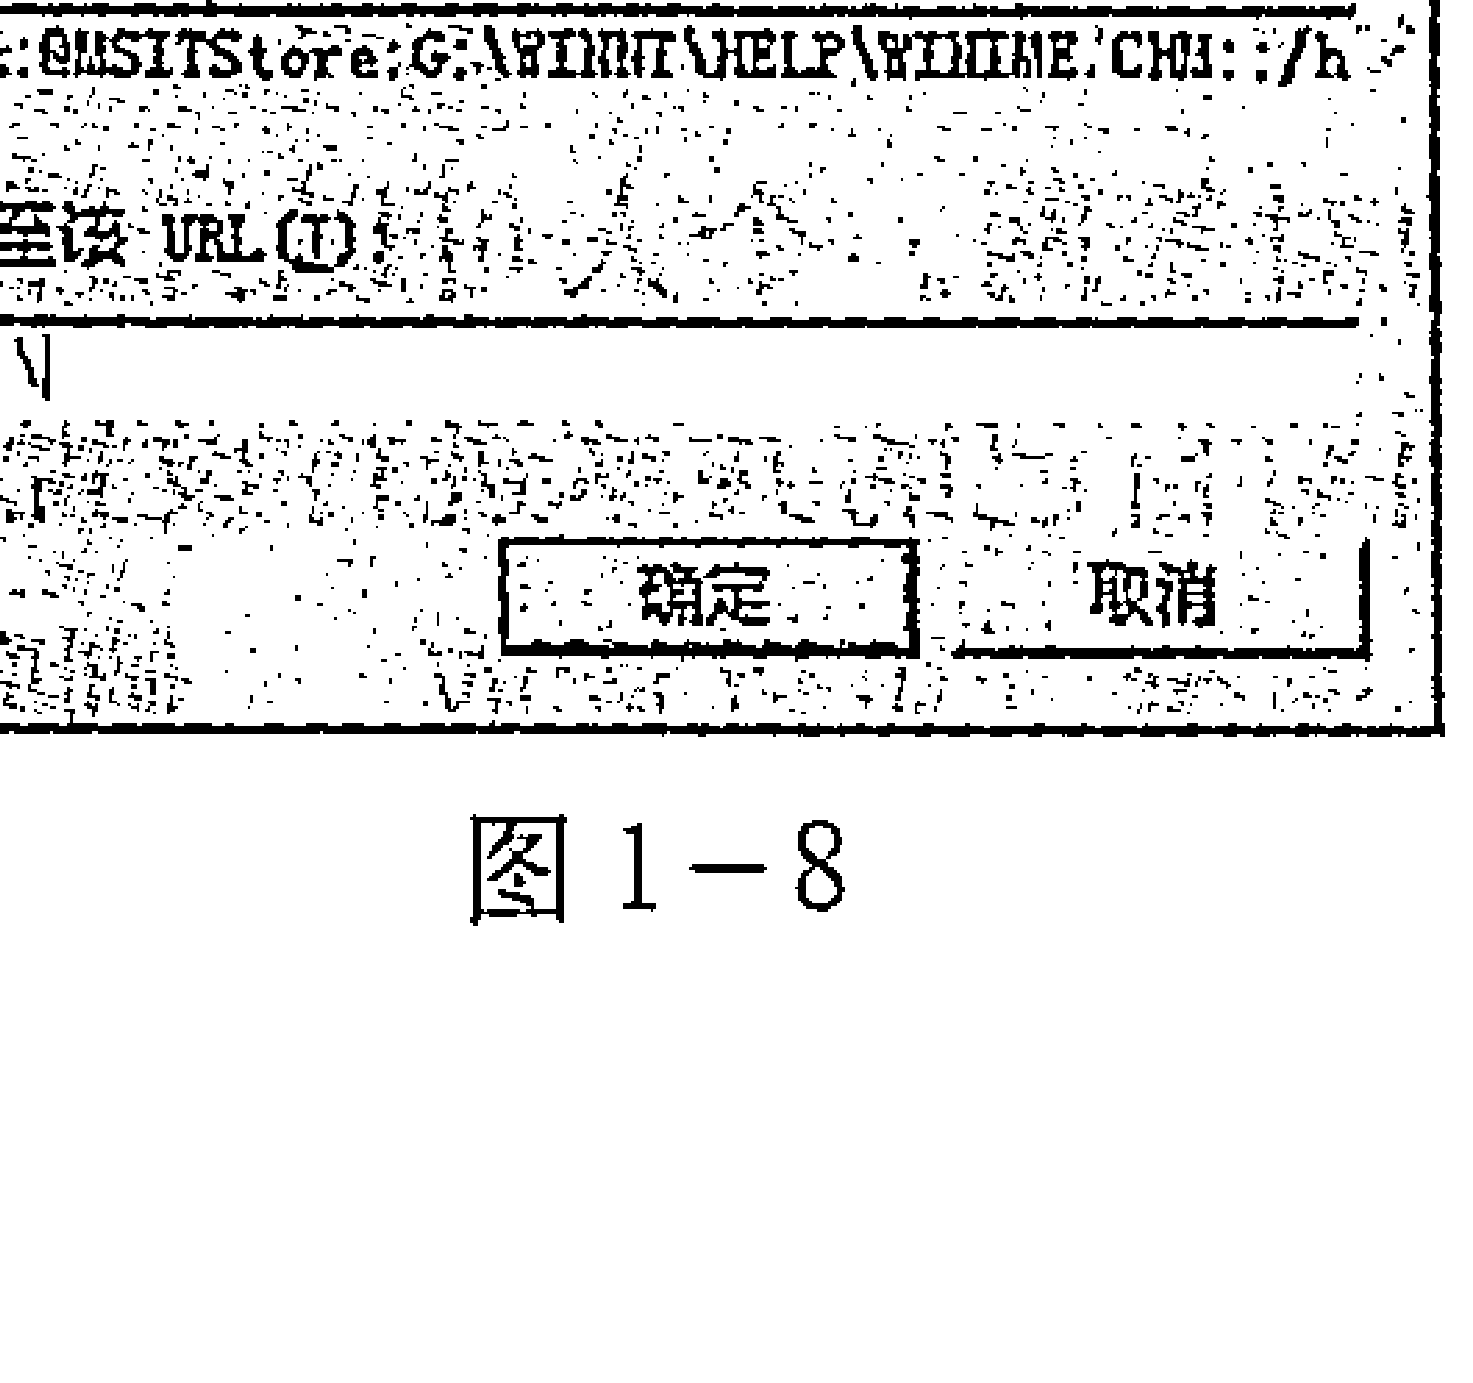 :@MSITStore:G:\WINNT\HELP\WINIME.CHM::/h
至该 URL(T):
\
确定 取消
图 1-8